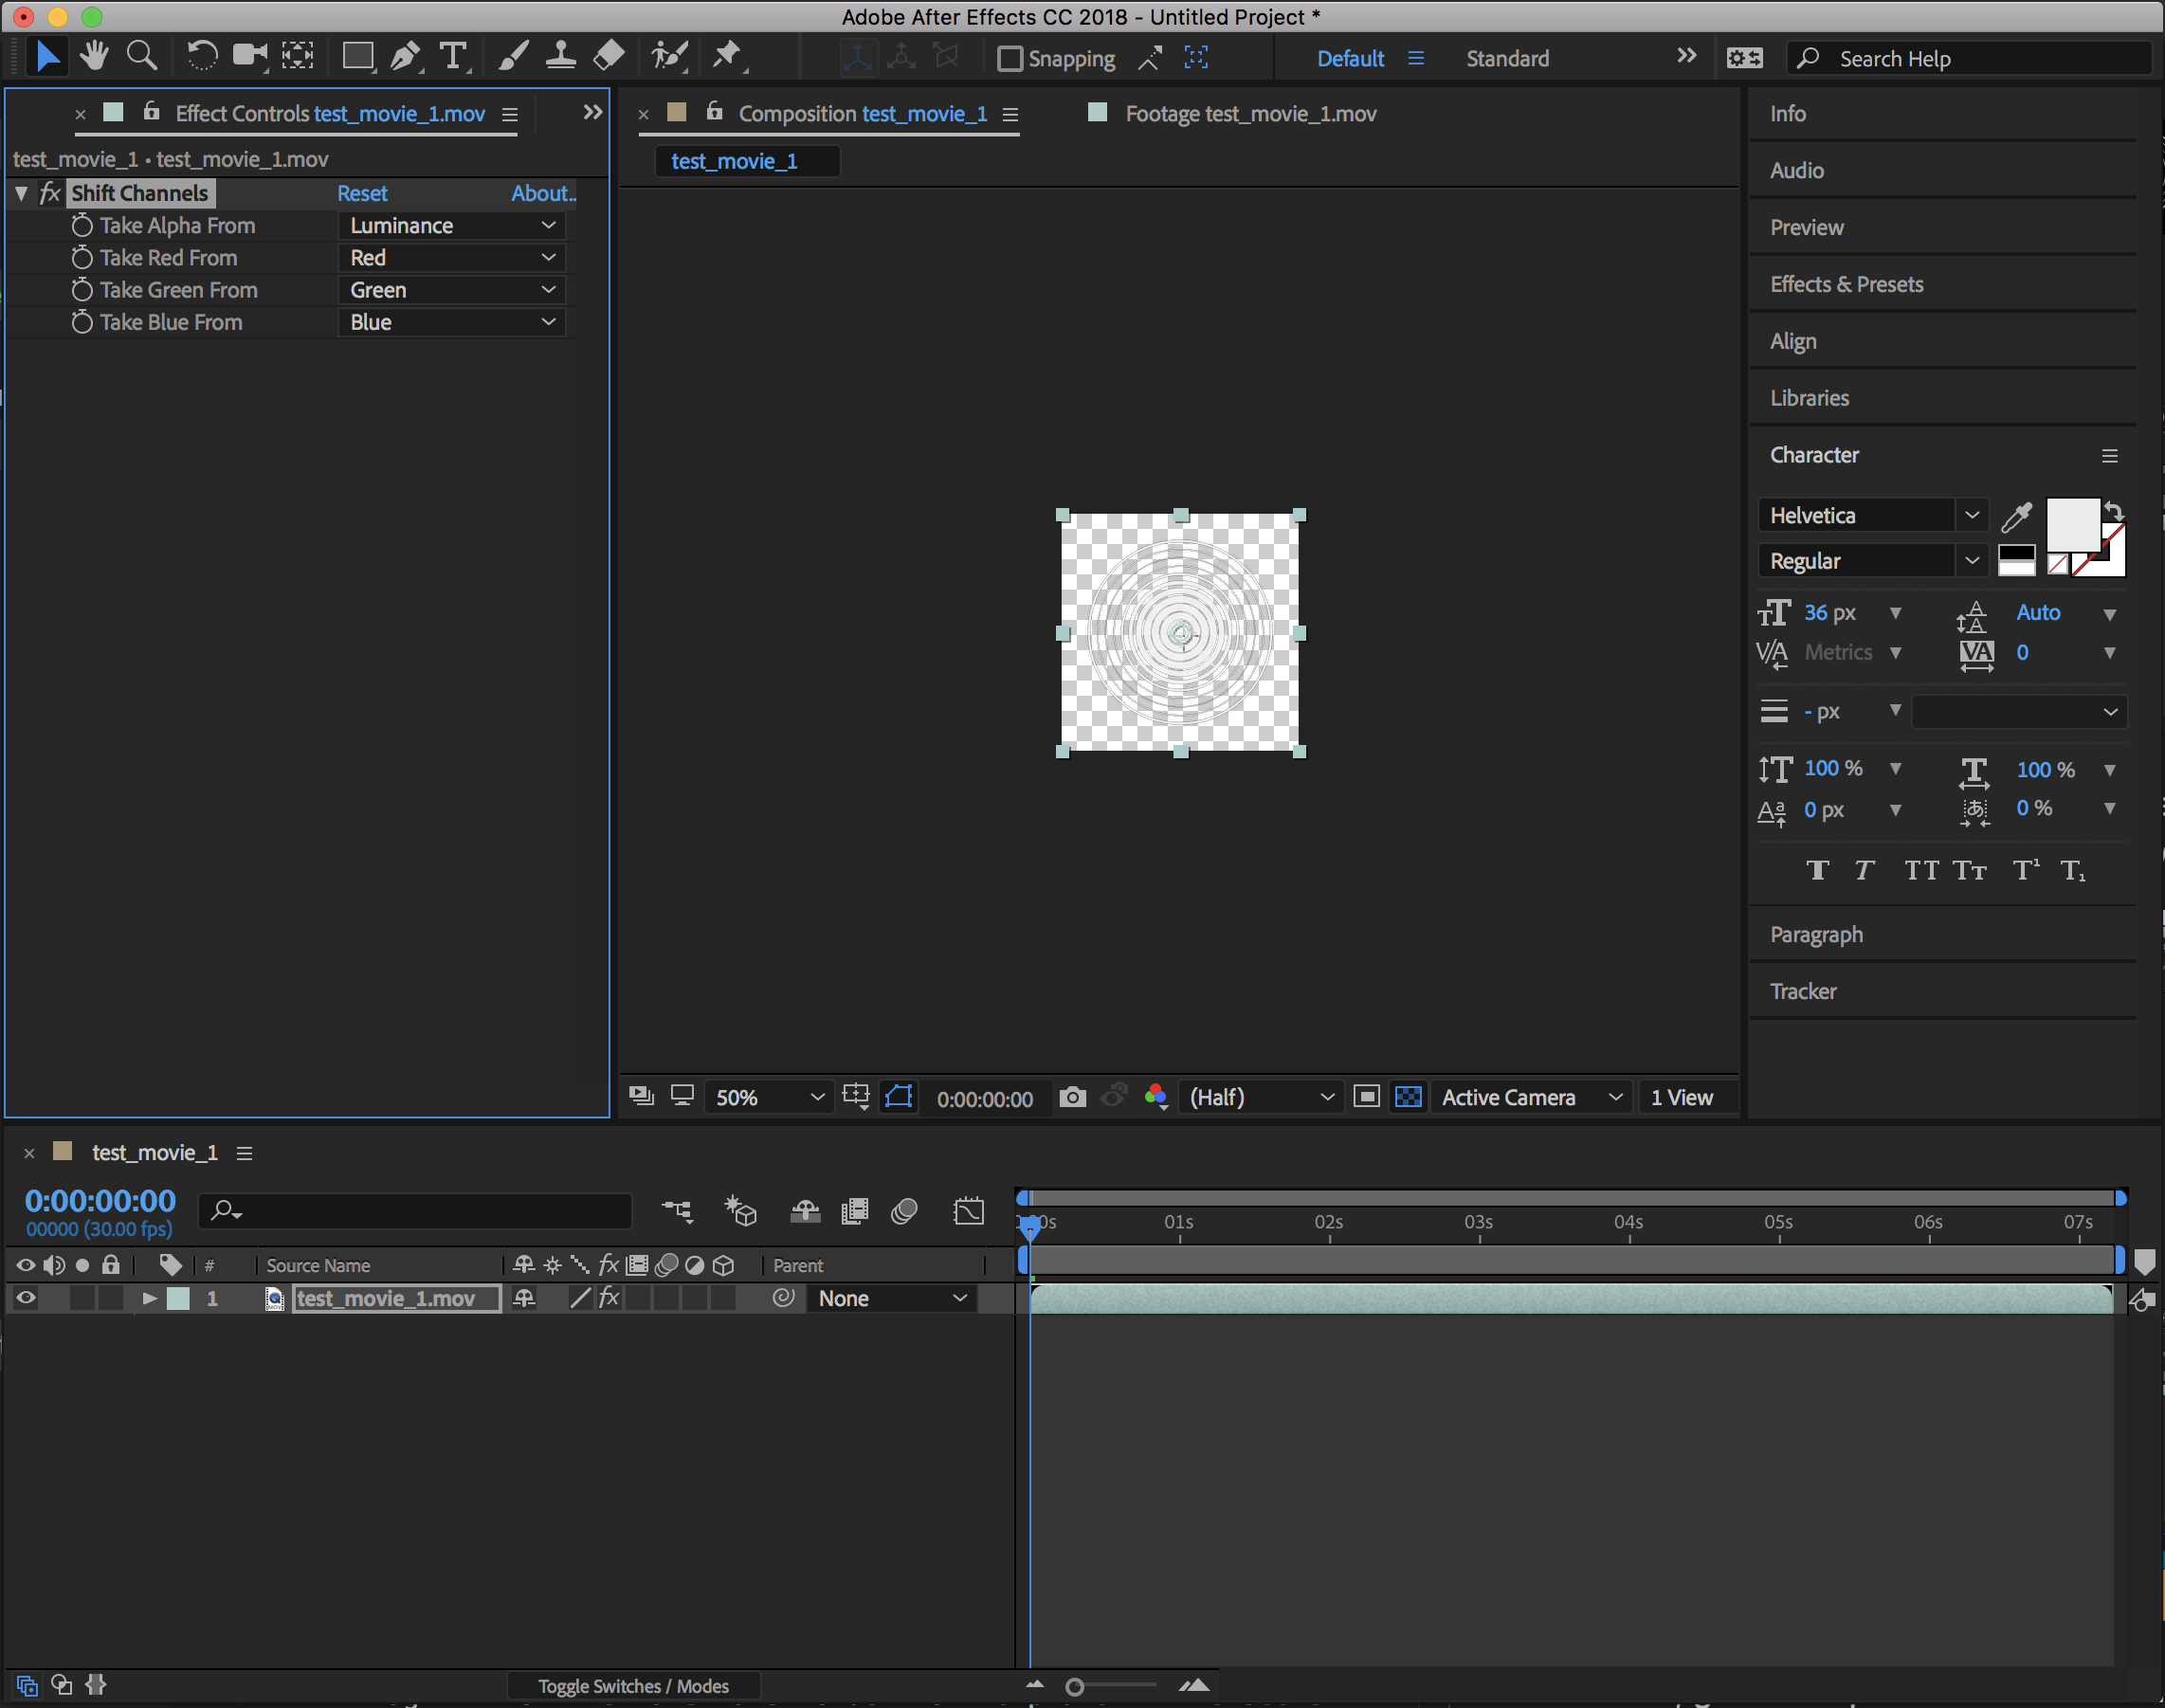 Adobe After Effects CC 2018 - Untitled Project *
Snapping
Default
Standard
Search Help
Effect Controls test_movie_1.mov
Composition test_movie_1
Footage test_movie_1.mov
test_movie_1 • test_movie_1.mov
test_movie_1
fx Shift Channels Reset About..
Take Alpha From Luminance
Take Red From Red
Take Green From Green
Take Blue From Blue
Info
Audio
Preview
Effects & Presets
Align
Libraries
Character
Helvetica
Regular
36 px Auto
Metrics 0
- px
100 % 100 %
0 px 0 %
Paragraph
Tracker
50% 0:00:00:00 (Half) Active Camera 1 View
test_movie_1
0:00:00:00
00000 (30.00 fps)
00s 01s 02s 03s 04s 05s 06s 07s
# Source Name fx Parent
1 test_movie_1.mov fx None
Toggle Switches / Modes